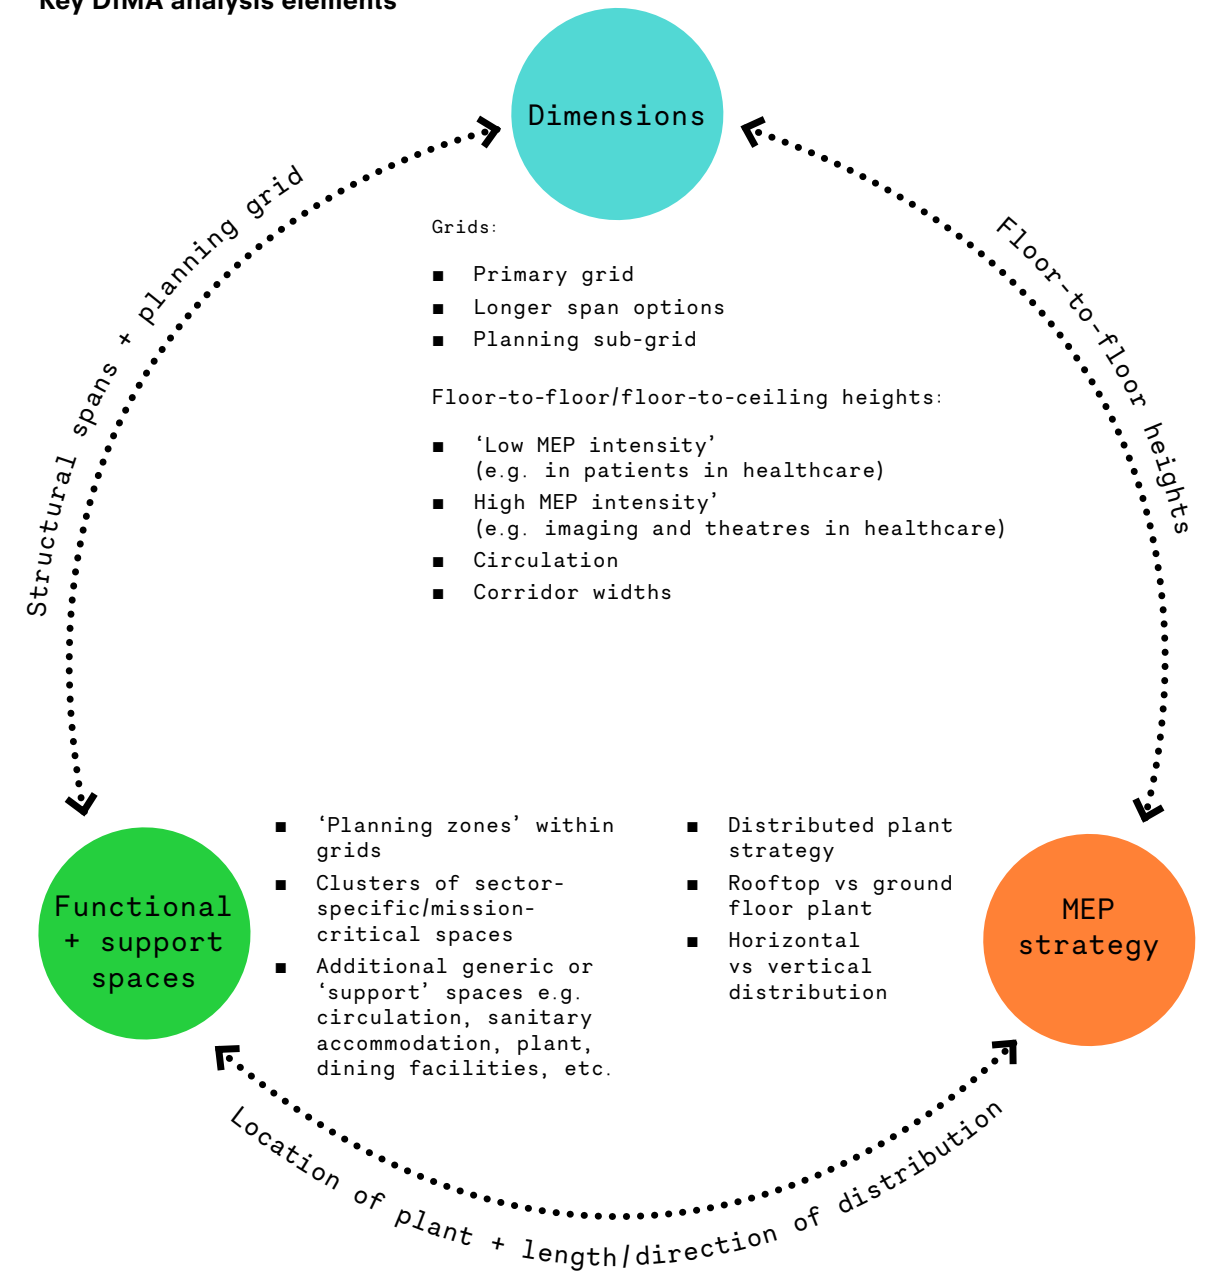 Key DfMA analysis elements
Dimensions
Structural spans + planning grid
Floor-to-floor heights
Grids:
■ Primary grid
■ Longer span options
■ Planning sub-grid
Floor-to-floor/floor-to-ceiling heights:
■ ‘Low MEP intensity’
(e.g. in patients in healthcare)
■ High MEP intensity’
(e.g. imaging and theatres in healthcare)
■ Circulation
■ Corridor widths
Functional
+ support
spaces
■ ‘Planning zones’ within
grids
■ Clusters of sector-
specific/mission-
critical spaces
■ Additional generic or
‘support’ spaces e.g.
circulation, sanitary
accommodation, plant,
dining facilities, etc.
■ Distributed plant
strategy
■ Rooftop vs ground
floor plant
■ Horizontal
vs vertical
distribution
MEP
strategy
Location of plant + length/direction of distribution